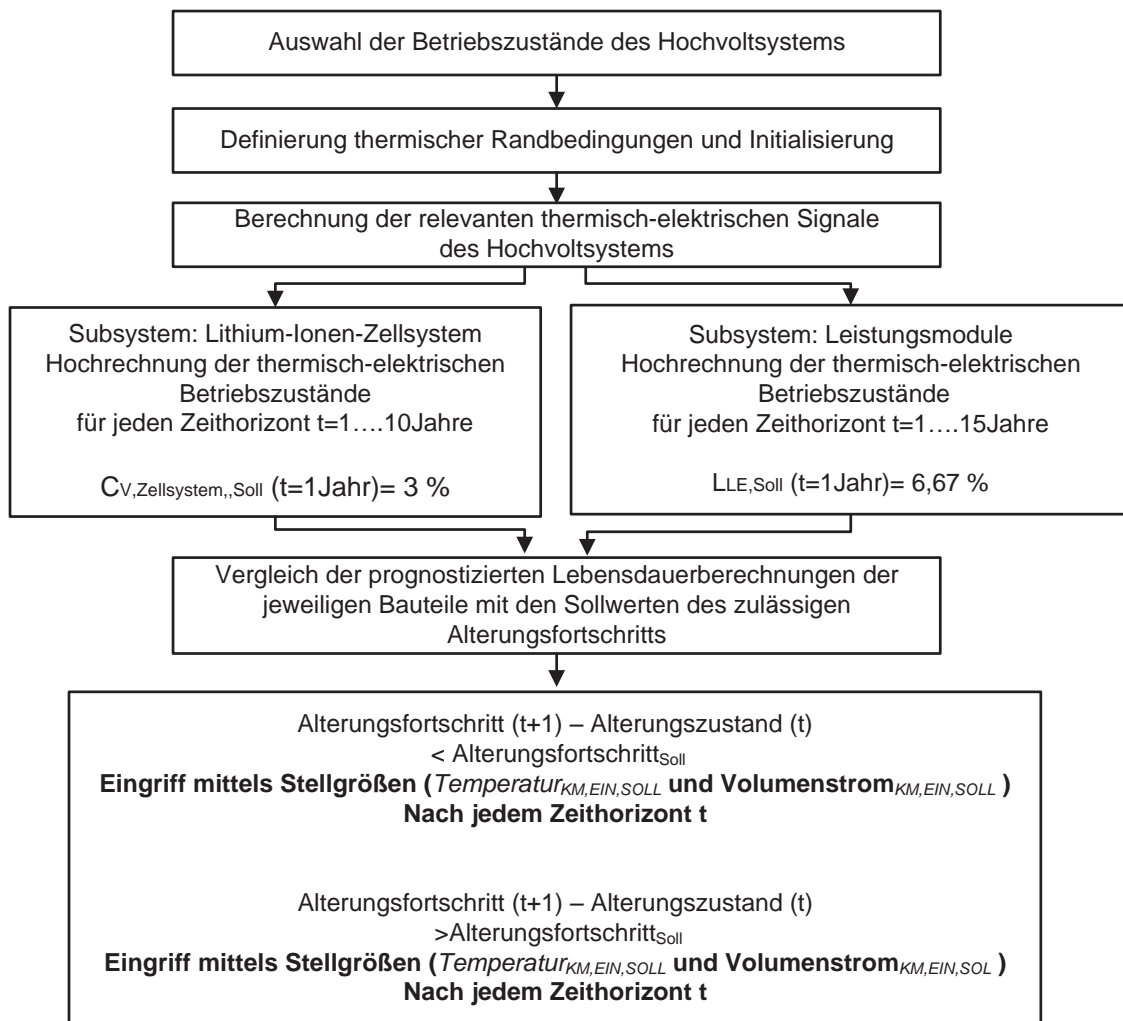 Auswahl der Betriebszustände des Hochvoltsystems
Definierung thermischer Randbedingungen und Initialisierung
Berechnung der relevanten thermisch-elektrischen Signale
des Hochvoltsystems
Subsystem: Lithium-Ionen-Zellsystem
Hochrechnung der thermisch-elektrischen
Betriebszustände
für jeden Zeithorizont t=1….10Jahre
CV,Zellsystem,,Soll (t=1Jahr)= 3 %
Subsystem: Leistungsmodule
Hochrechnung der thermisch-elektrischen
Betriebszustände
für jeden Zeithorizont t=1….15Jahre
LLE,Soll (t=1Jahr)= 6,67 %
Vergleich der prognostizierten Lebensdauerberechnungen der
jeweiligen Bauteile mit den Sollwerten des zulässigen
Alterungsfortschritts
Alterungsfortschritt (t+1) – Alterungszustand (t)
< AlterungsfortschrittSoll
Eingriff mittels Stellgrößen (TemperaturKM,EIN,SOLL und VolumenstromKM,EIN,SOLL )
Nach jedem Zeithorizont t
Alterungsfortschritt (t+1) – Alterungszustand (t)
>AlterungsfortschrittSoll
Eingriff mittels Stellgrößen (TemperaturKM,EIN,SOLL und VolumenstromKM,EIN,SOL )
Nach jedem Zeithorizont t